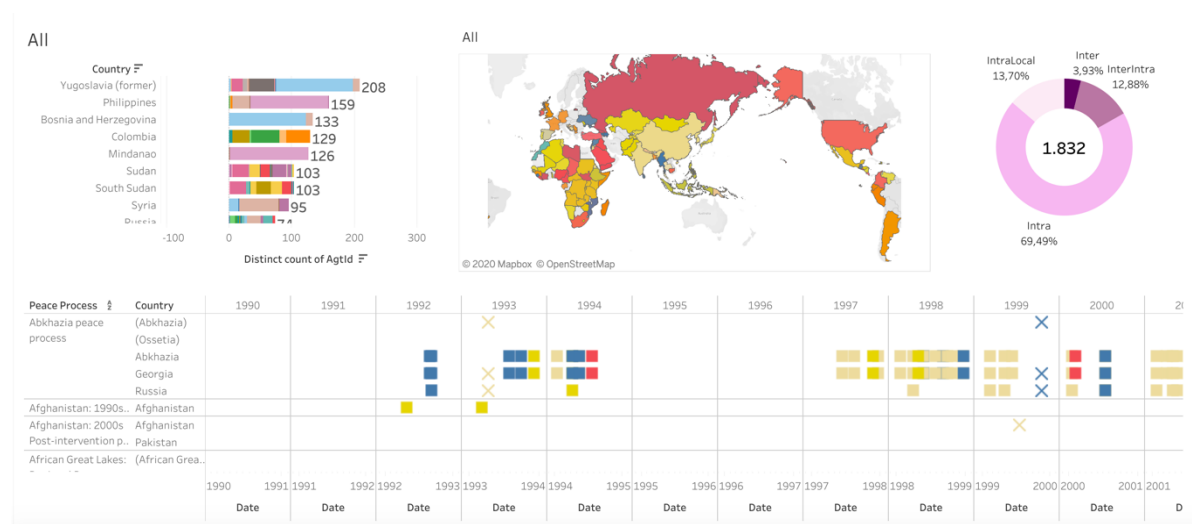 All
Country
Yugoslavia (former) 208
Philippines 159
Bosnia and Herzegovina 133
Colombia 129
Mindanao 126
Sudan 103
South Sudan 103
Syria 95
Russia 74
-100 0 100 200 300
Distinct count of AgtId
All
© 2020 Mapbox © OpenStreetMap
Inter
3,93%
IntraLocal
13,70%
InterIntra
12,88%
1.832
Intra
69,49%
Peace Process Country 1990 1991 1992 1993 1994 1995 1996 1997 1998 1999 2000
Abkhazia peace process (Abkhazia)
(Ossetia)
Abkhazia
Georgia
Russia
Afghanistan: 1990s.. Afghanistan
Afghanistan: 2000s Afghanistan
Post-intervention p.. Pakistan
African Great Lakes: (African Grea..
1990 1991 1991 1992 1992 1993 1993 1994 1994 1995 1995 1996 1996 1997 1997 1998 1998 1999 1999 2000 2000 2001 2001
Date Date Date Date Date Date Date Date Date Date Date D